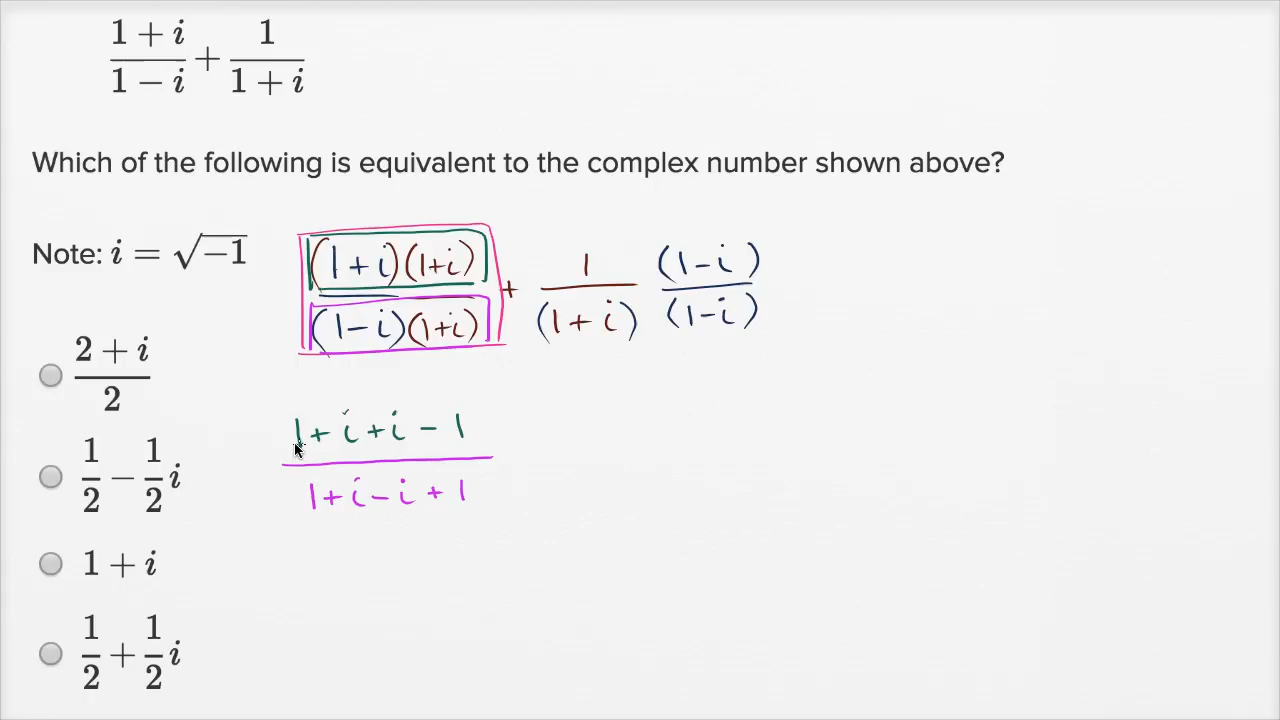 1 + i / 1 − i + 1 / 1 + i
Which of the following is equivalent to the complex number shown above?
Note: i = √−1
(1+i)(1+i) / (1−i)(1+i) + 1 / (1+i) (1−i) / (1−i)
2 + i / 2
1+i+i−1 / 1+i−i+1
1/2 − 1/2 i
1 + i
1/2 + 1/2 i